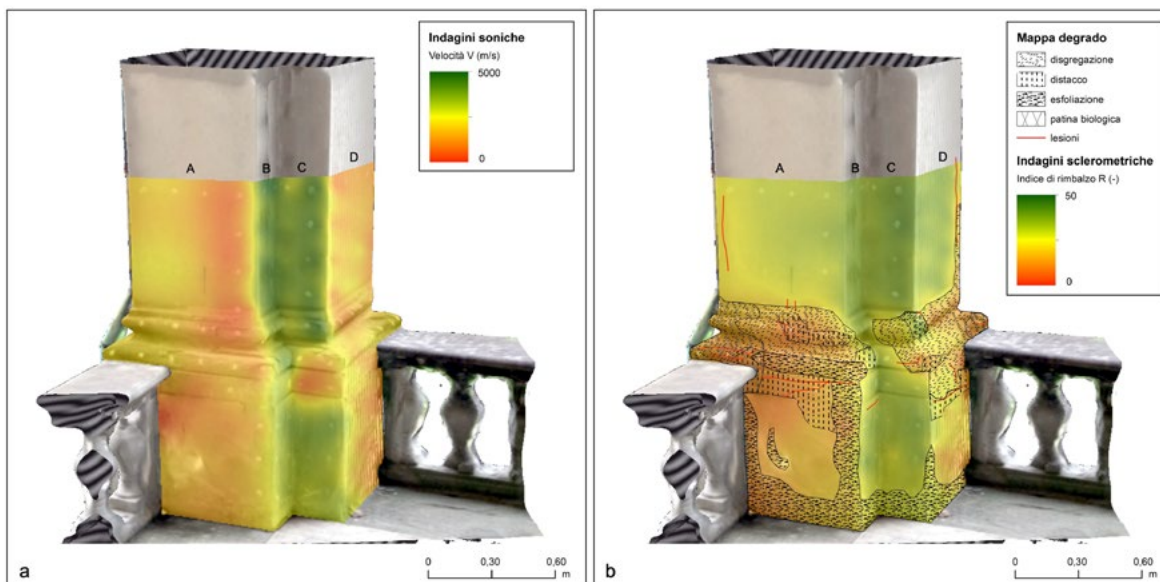 Indagini soniche
Velocità V (m/s)
5000
0
A
B
C
D
0
0,30
0,60
m
a
Mappa degrado
disgregazione
distacco
esfoliazione
patina biologica
lesioni
Indagini sclerometriche
Indice di rimbalzo R (-)
50
0
A
B
C
D
0
0,30
0,60
m
b